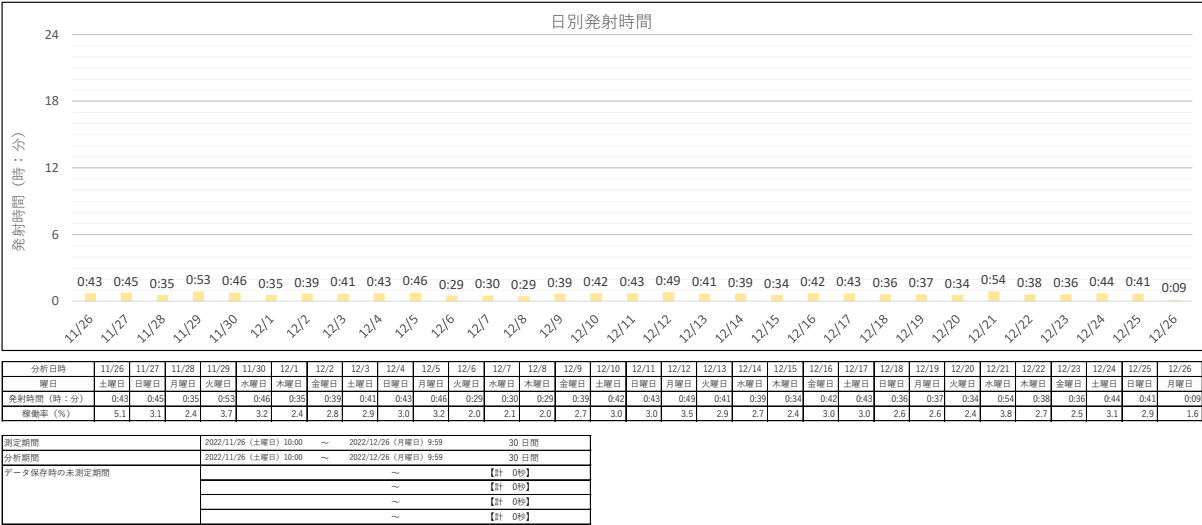 日別発射時間
発射時間（時：分）
24
18
12
6
0
0:43 0:45 0:35 0:53 0:46 0:35 0:39 0:41 0:43 0:46 0:29 0:30 0:29 0:39 0:42 0:43 0:49 0:41 0:39 0:34 0:42 0:43 0:36 0:37 0:34 0:54 0:38 0:36 0:44 0:41 0:09
11/26 11/27 11/28 11/29 11/30 12/1 12/2 12/3 12/4 12/5 12/6 12/7 12/8 12/9 12/10 12/11 12/12 12/13 12/14 12/15 12/16 12/17 12/18 12/19 12/20 12/21 12/22 12/23 12/24 12/25 12/26
分析日時 11/26 11/27 11/28 11/29 11/30 12/1 12/2 12/3 12/4 12/5 12/6 12/7 12/8 12/9 12/10 12/11 12/12 12/13 12/14 12/15 12/16 12/17 12/18 12/19 12/20 12/21 12/22 12/23 12/24 12/25 12/26
曜日 土曜日 日曜日 月曜日 火曜日 水曜日 木曜日 金曜日 土曜日 日曜日 月曜日 火曜日 水曜日 木曜日 金曜日 土曜日 日曜日 月曜日 火曜日 水曜日 木曜日 金曜日 土曜日 日曜日 月曜日 火曜日 水曜日 木曜日 金曜日 土曜日 日曜日 月曜日
発射時間（時：分） 0:43 0:45 0:35 0:53 0:46 0:35 0:39 0:41 0:43 0:46 0:29 0:30 0:29 0:39 0:42 0:43 0:49 0:41 0:39 0:34 0:42 0:43 0:36 0:37 0:34 0:54 0:38 0:36 0:44 0:41 0:09
稼働率（%） 5.1 3.1 2.4 3.7 3.2 2.4 2.8 2.9 3.0 3.2 2.0 2.1 2.0 2.7 3.0 3.0 3.5 2.9 2.7 2.4 3.0 3.0 2.6 2.6 2.4 3.8 2.7 2.5 3.1 2.9 1.6
測定期間 2022/11/26（土曜日）10:00 ～ 2022/12/26（月曜日）9:59 30 日間
分析期間 2022/11/26（土曜日）10:00 ～ 2022/12/26（月曜日）9:59 30 日間
データ保存時の未測定期間 ～ 【計 0秒】
～ 【計 0秒】
～ 【計 0秒】
～ 【計 0秒】